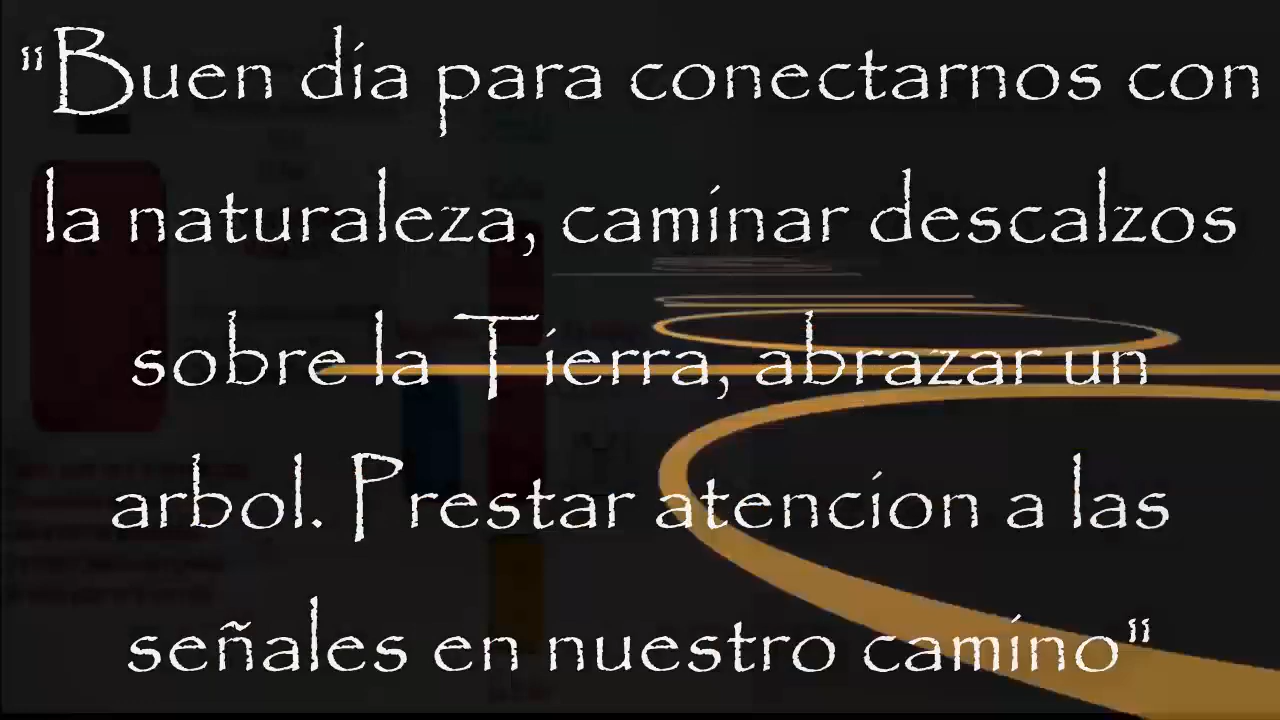 "Buen día para conectarnos con
la naturaleza, caminar descalzos
sobre la Tierra, abrazar un
arbol. Prestar atencion a las
señales en nuestro camino"